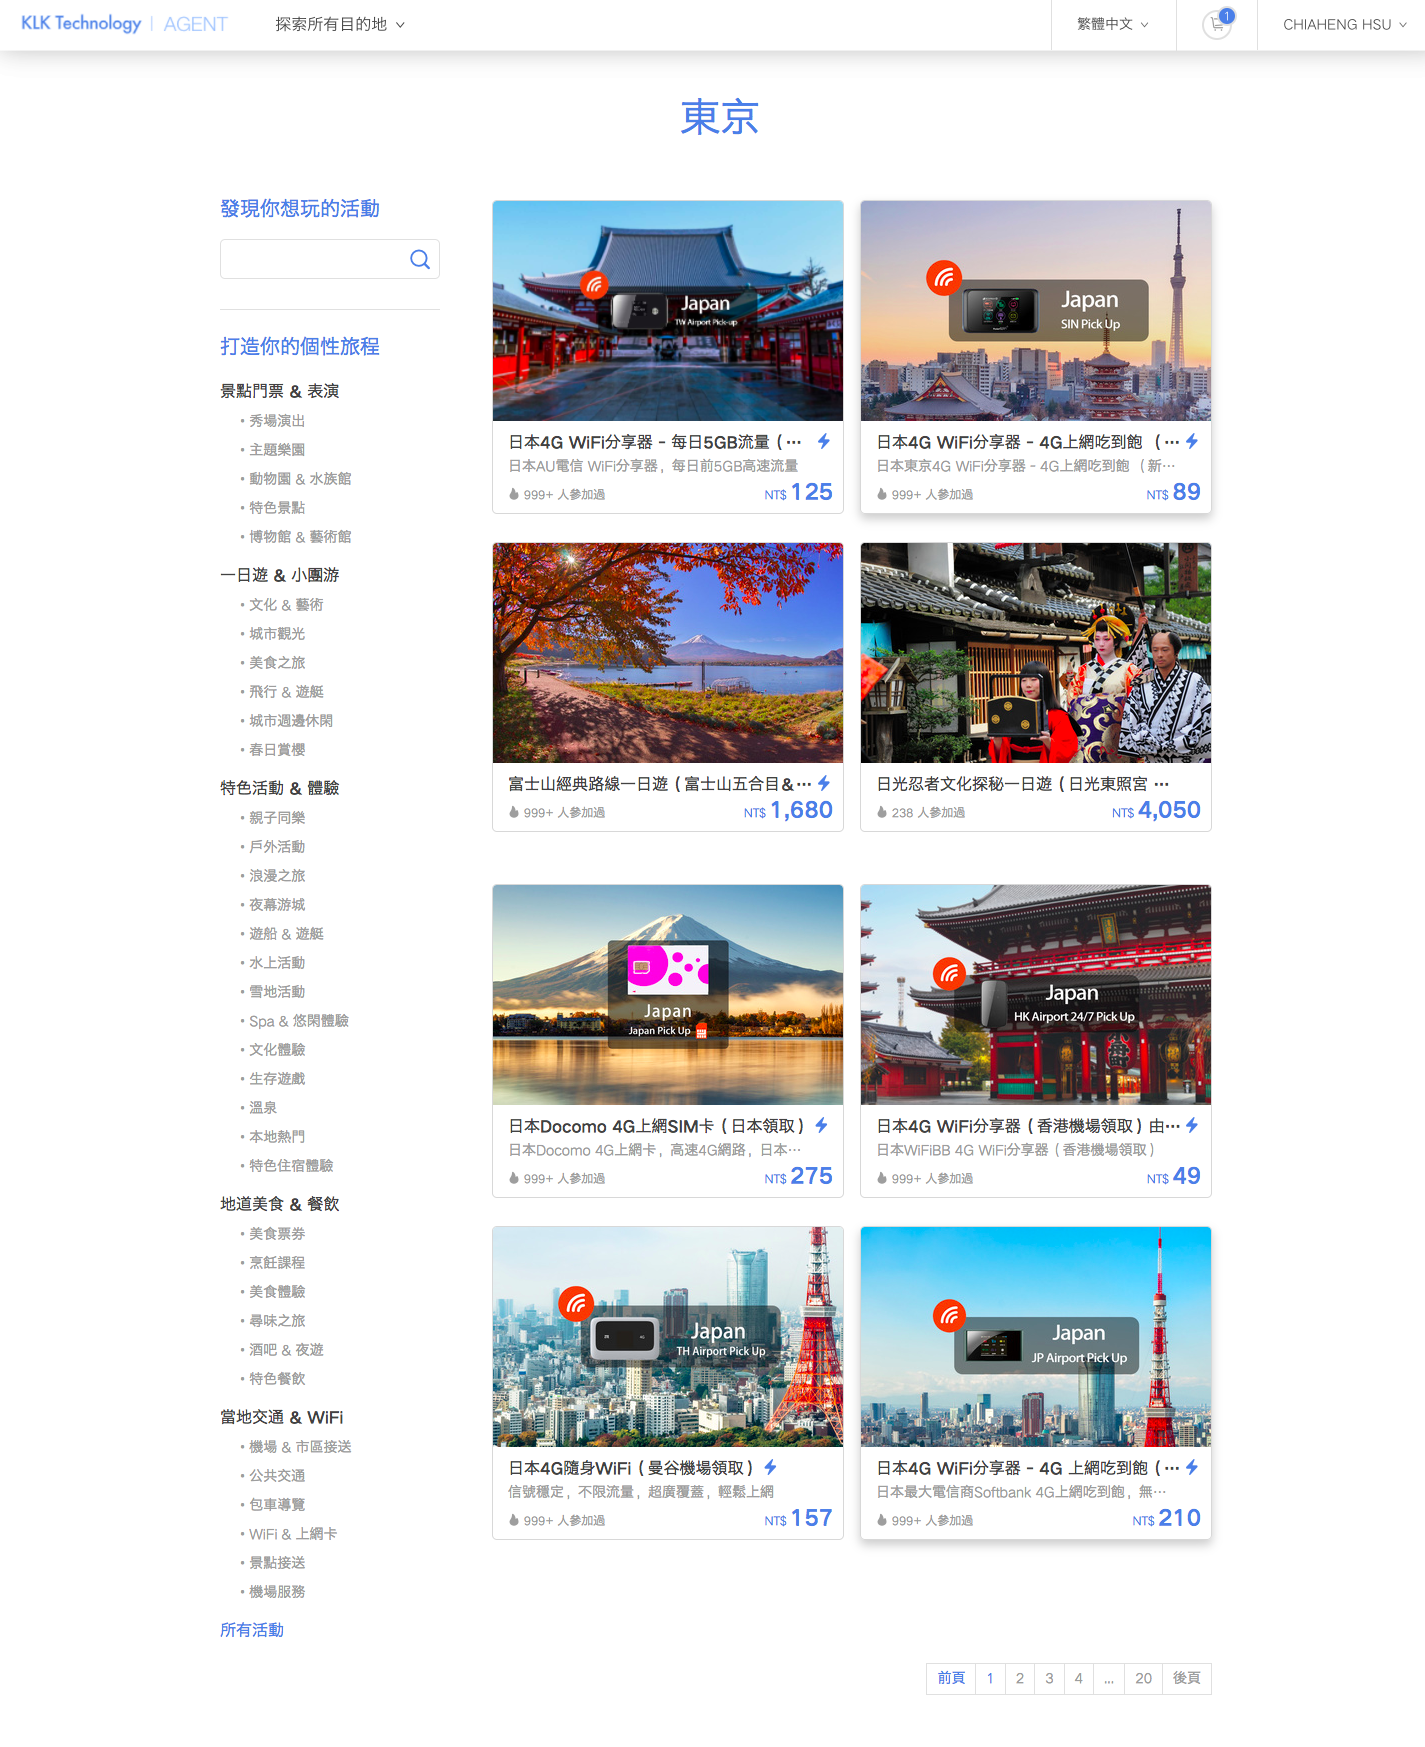 KLK Technology | AGENT
探索所有目的地
繁體中文
1
CHIAHENG HSU
東京
發現你想玩的活動
打造你的個性旅程
景點門票 & 表演
• 秀場演出
• 主題樂園
• 動物園 & 水族館
• 特色景點
• 博物館 & 藝術館
一日遊 & 小團游
• 文化 & 藝術
• 城市觀光
• 美食之旅
• 飛行 & 遊艇
• 城市週邊休閑
• 春日賞櫻
特色活動 & 體驗
• 親子同樂
• 戶外活動
• 浪漫之旅
• 夜幕游城
• 遊船 & 遊艇
• 水上活動
• 雪地活動
• Spa & 悠閑體驗
• 文化體驗
• 生存遊戲
• 溫泉
• 本地熱門
• 特色住宿體驗
地道美食 & 餐飲
• 美食票券
• 烹飪課程
• 美食體驗
• 尋味之旅
• 酒吧 & 夜遊
• 特色餐飲
當地交通 & WiFi
• 機場 & 市區接送
• 公共交通
• 包車導覽
• WiFi & 上網卡
• 景點接送
• 機場服務
所有活動
Japan
TW Airport Pick-up
日本4G WiFi分享器 - 每日5GB流量（…
日本AU電信 WiFi分享器，每日前5GB高速流量
999+ 人參加過
NT$ 125
Japan
SIN Pick Up
日本4G WiFi分享器 - 4G上網吃到飽 （…
日本東京4G WiFi分享器 - 4G上網吃到飽 （新…
999+ 人參加過
NT$ 89
富士山經典路線一日遊（富士山五合目&…
999+ 人參加過
NT$ 1,680
日光忍者文化探秘一日遊（日光東照宮 …
238 人參加過
NT$ 4,050
Japan
Japan Pick Up
日本Docomo 4G上網SIM卡（日本領取）
日本Docomo 4G上網卡，高速4G網路，日本…
999+ 人參加過
NT$ 275
Japan
HK Airport 24/7 Pick Up
日本4G WiFi分享器（香港機場領取）由…
日本WiFiBB 4G WiFi分享器（香港機場領取）
999+ 人參加過
NT$ 49
Japan
TH Airport Pick Up
日本4G隨身WiFi（曼谷機場領取）
信號穩定，不限流量，超廣覆蓋，輕鬆上網
999+ 人參加過
NT$ 157
Japan
JP Airport Pick Up
日本4G WiFi分享器 - 4G 上網吃到飽（…
日本最大電信商Softbank 4G上網吃到飽，無…
999+ 人參加過
NT$ 210
前頁 1 2 3 4 ... 20 後頁